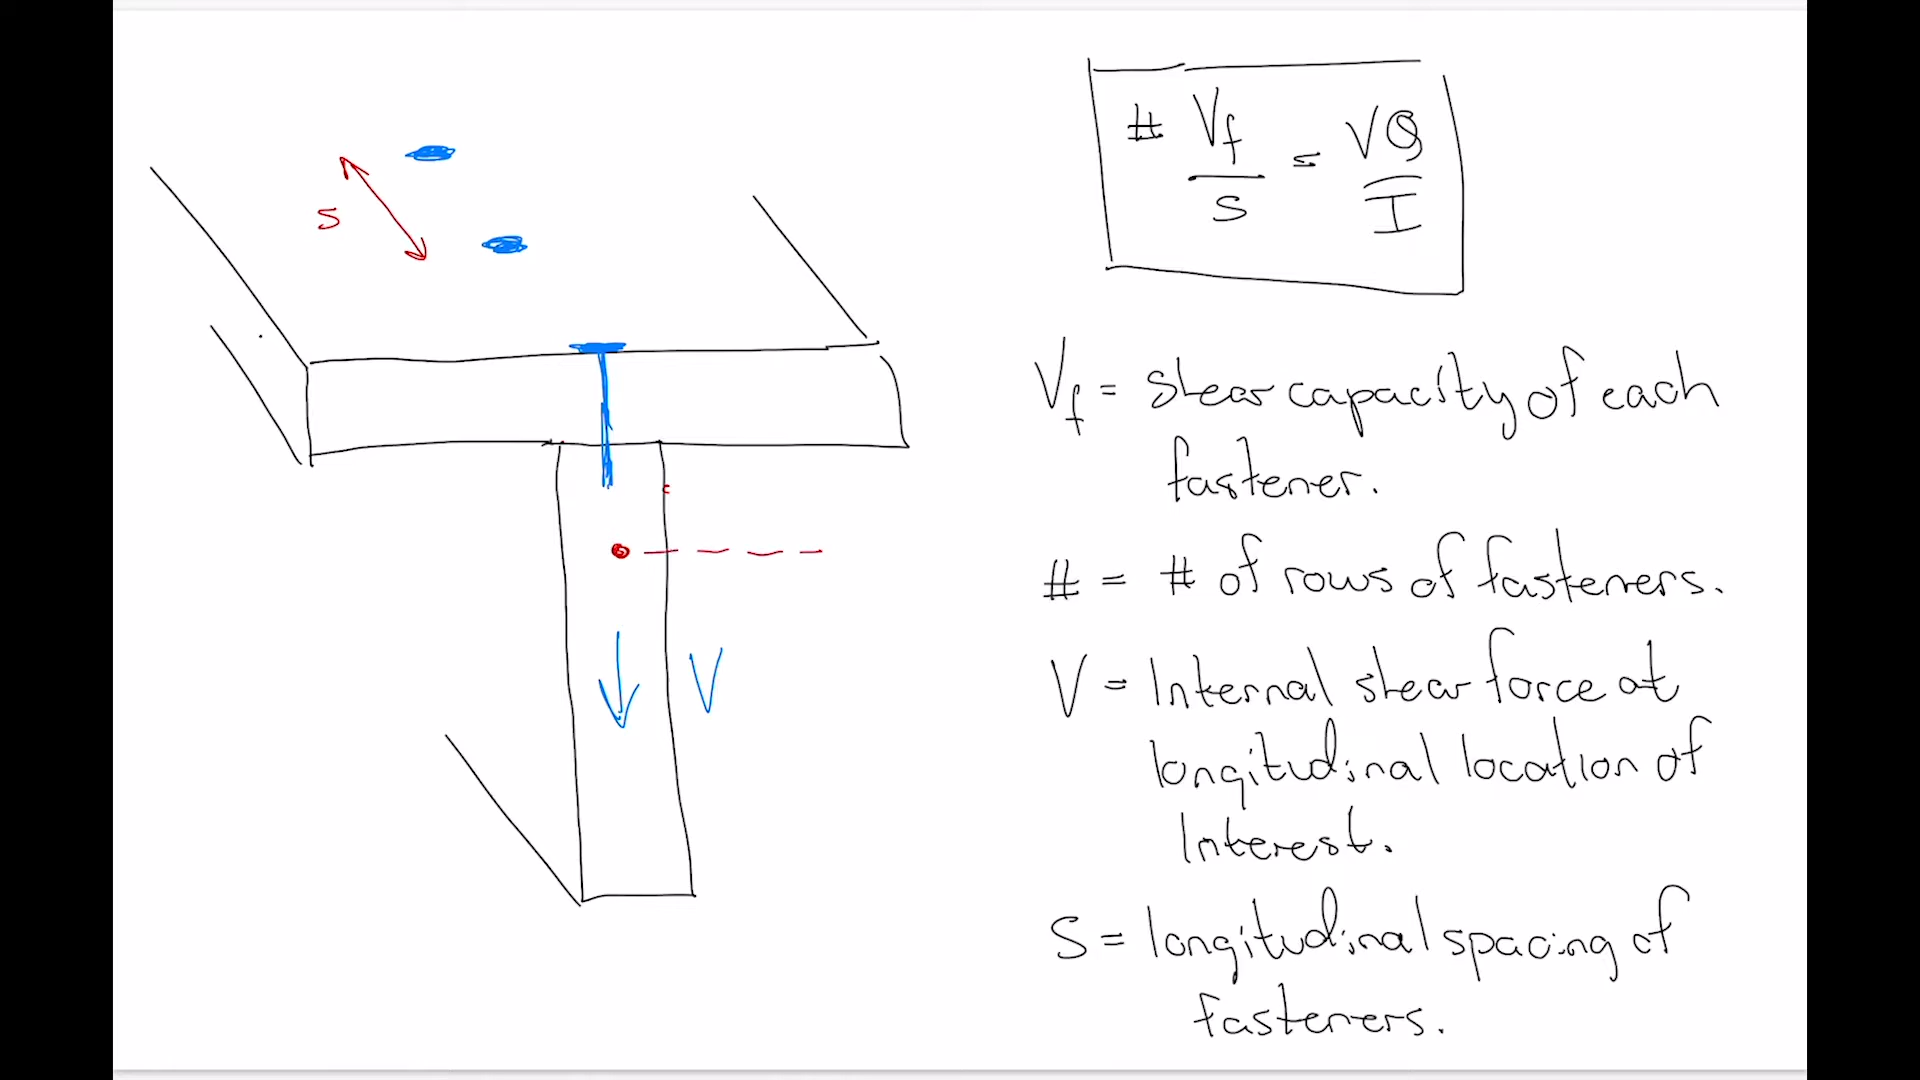 s
V
# Vf/S = VQ/I
Vf = shear capacity of each
fastener.
# = # of rows of fasteners.
V = Internal shear force at
longitudinal location of
Interest.
S = longitudinal spacing of
fasteners.